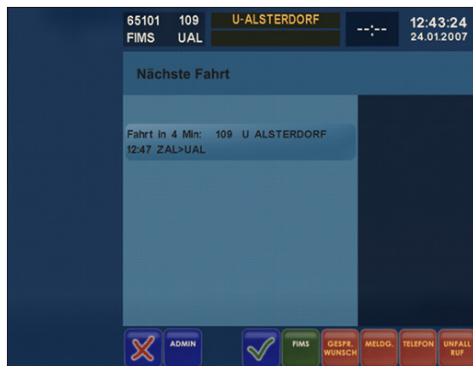 65101 109 U-ALSTERDORF --:-- 12:43:24
FIMS UAL 24.01.2007
Nächste Fahrt
Fahrt in 4 Min: 109 U ALSTERDORF
12:47 ZAL>UAL
ADMIN FIMS GESPR. WUNSCH MELDG. TELEFON UNFALL RUF